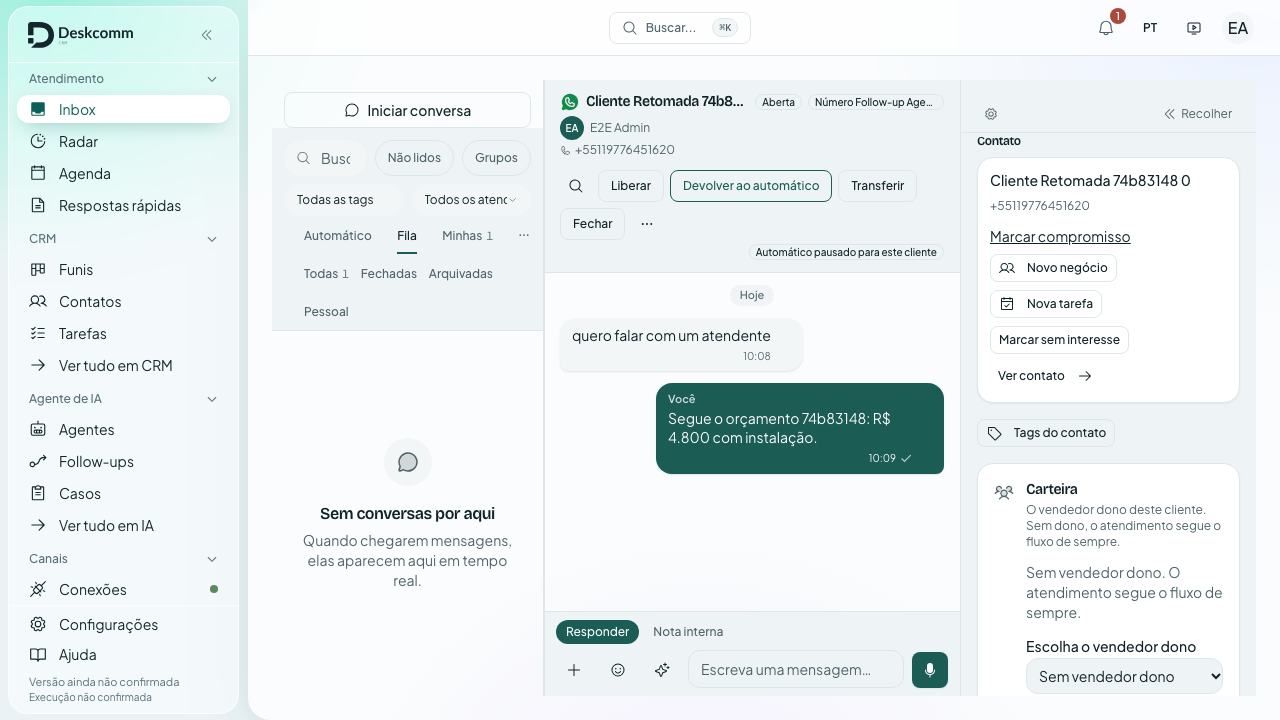 Deskcomm
CRM
Atendimento
Inbox
Radar
Agenda
Respostas rápidas
CRM
Funis
Contatos
Tarefas
Ver tudo em CRM
Agente de IA
Agentes
Follow-ups
Casos
Ver tudo em IA
Canais
Conexões
Configurações
Ajuda
Versão ainda não confirmada
Execução não confirmada
Buscar...
⌘K
1
PT
EA
Iniciar conversa
Busc
Não lidos
Grupos
Todas as tags
Todos os atenc
Automático
Fila
Minhas 1
...
Todas 1
Fechadas
Arquivadas
Pessoal
Sem conversas por aqui
Quando chegarem mensagens,
elas aparecem aqui em tempo
real.
Cliente Retomada 74b8...
Aberta
Número Follow-up Age...
EA
E2E Admin
+55119776451620
Liberar
Devolver ao automático
Transferir
Fechar
...
Automático pausado para este cliente
Hoje
quero falar com um atendente
10:08
Você
Segue o orçamento 74b83148: R$
4.800 com instalação.
10:09
Responder
Nota interna
Escreva uma mensagem...
Recolher
Contato
Cliente Retomada 74b83148 0
+55119776451620
Marcar compromisso
Novo negócio
Nova tarefa
Marcar sem interesse
Ver contato
Tags do contato
Carteira
O vendedor dono deste cliente.
Sem dono, o atendimento segue o
fluxo de sempre.
Sem vendedor dono. O
atendimento segue o fluxo de
sempre.
Escolha o vendedor dono
Sem vendedor dono